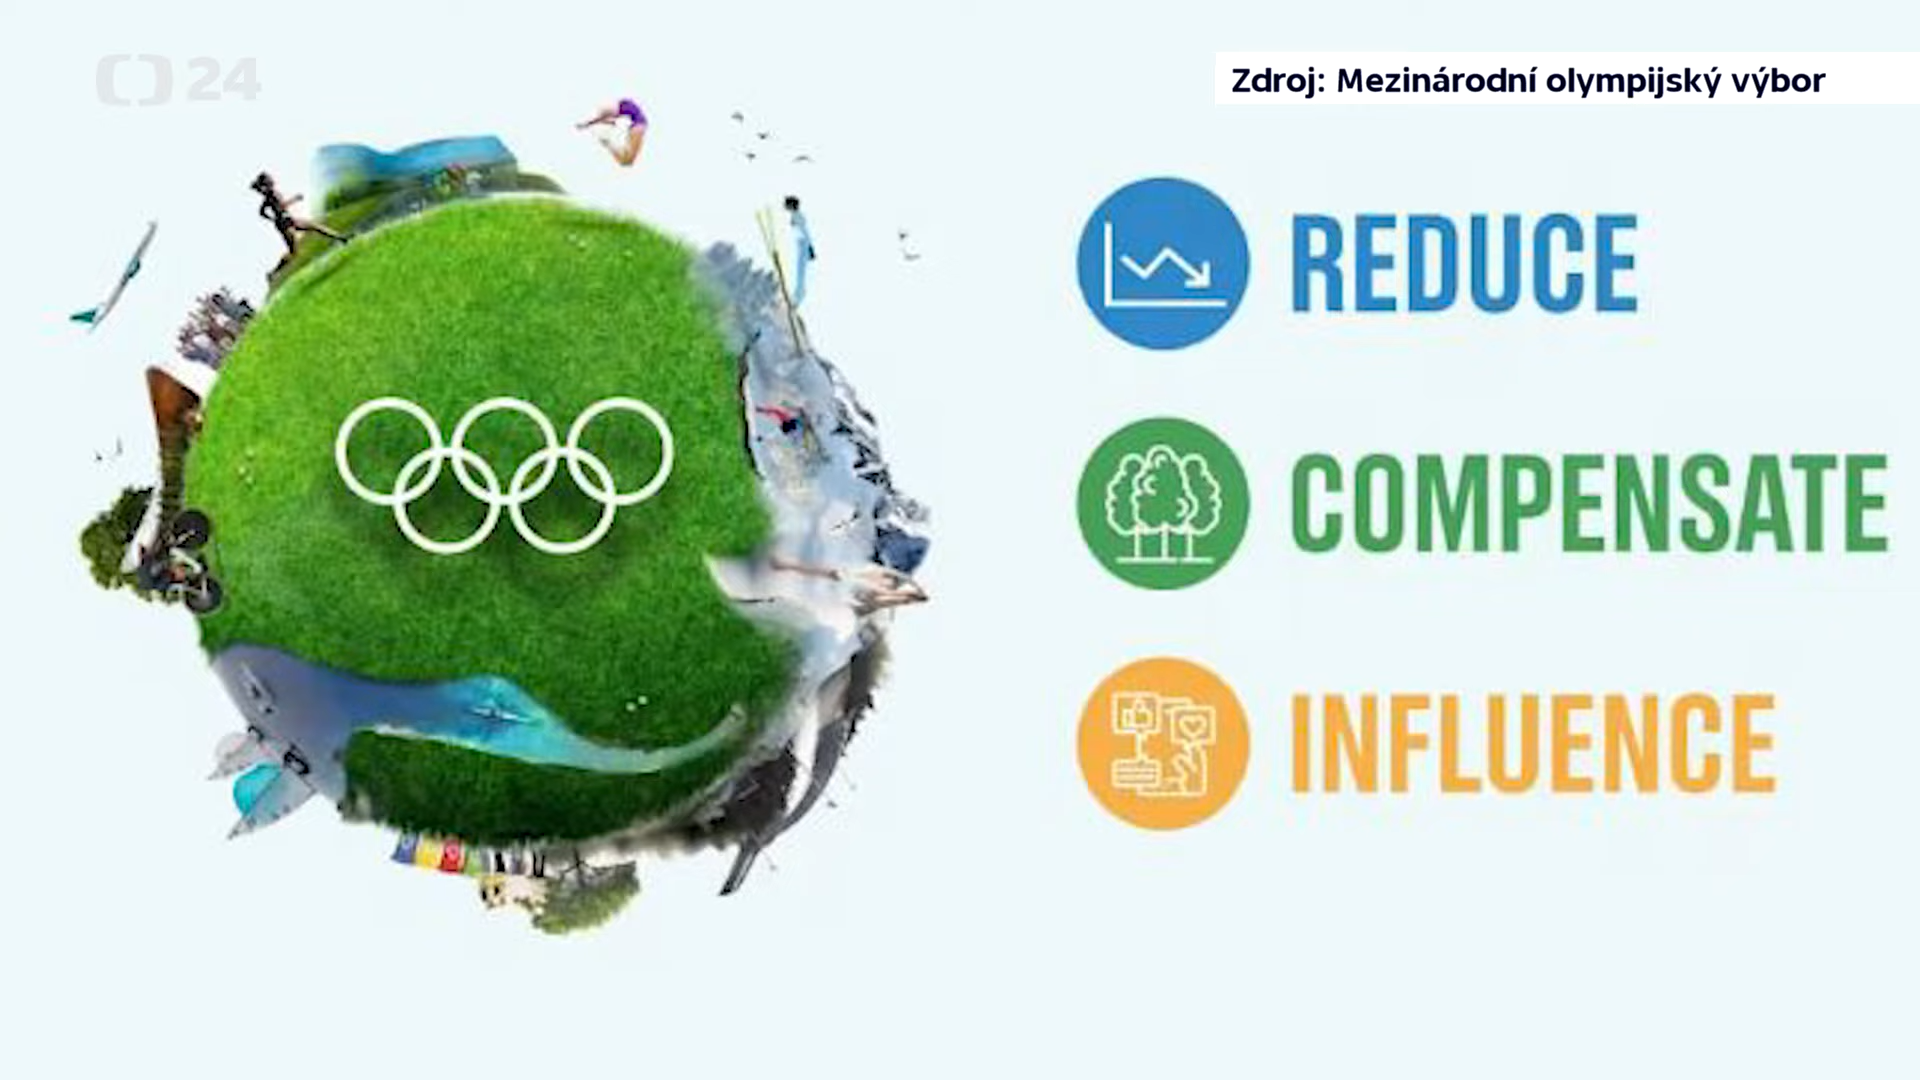 24
Zdroj: Mezinárodní olympijský výbor
REDUCE
COMPENSATE
INFLUENCE